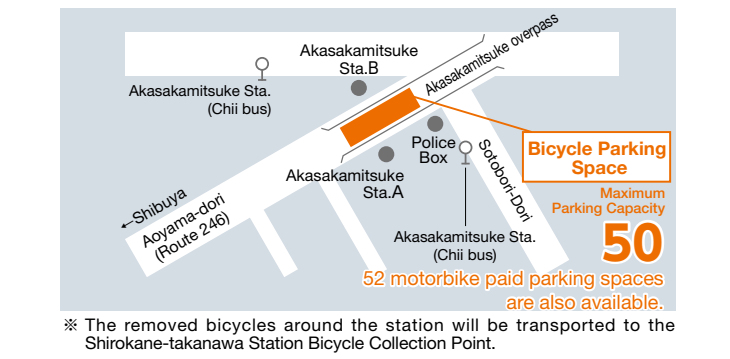 Akasakamitsuke
Sta.B
Akasakamitsuke overpass
Akasakamitsuke Sta.
(Chii bus)
Police
Box
Sotobori-Dori
Bicycle Parking
Space
Akasakamitsuke
Sta.A
←Shibuya
Aoyama-dori
(Route 246)
Maximum
Parking Capacity
50
Akasakamitsuke Sta.
(Chii bus)
52 motorbike paid parking spaces
are also available.
※ The removed bicycles around the station will be transported to the
Shirokane-takanawa Station Bicycle Collection Point.